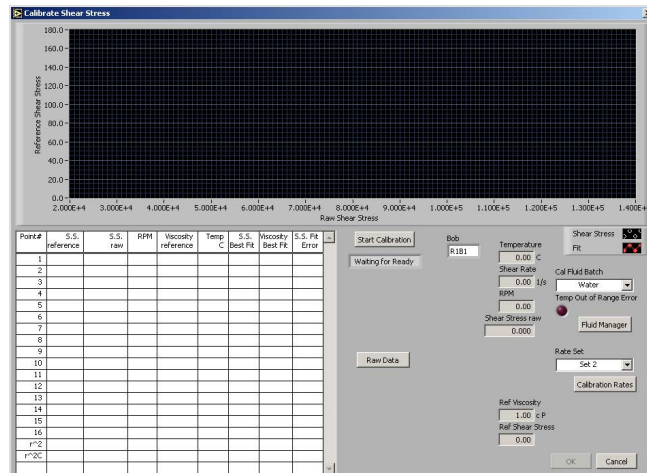 Calibrate Shear Stress
180.0
160.0
140.0
120.0
100.0
80.0
60.0
40.0
20.0
0.0
Reference Shear Stress
2.000E+4 3.000E+4 4.000E+4 5.000E+4 6.000E+4 7.000E+4 8.000E+4 9.000E+4 1.000E+5 1.100E+5 1.200E+5 1.300E+5 1.400E+
Raw Shear Stress
Point# S.S. reference S.S. raw RPM Viscosity reference Temp C S.S. Best Fit Viscosity Best Fit S.S. Fit Error
1
2
3
4
5
6
7
8
9
10
11
12
13
14
15
16
r^2
r^2C
Start Calibration
Waiting for Ready
Raw Data
Bob
R1B1
Temperature
0.00 C
Shear Rate
0.00 1/s
RPM
0.00
Shear Stress raw
0.000
Ref Viscosity
1.00 c P
Ref Shear Stress
0.00
Shear Stress
Fit
Cal Fluid Batch
Water
Temp Out of Range Error
Fluid Manager
Rate Set
Set 2
Calibration Rates
OK Cancel